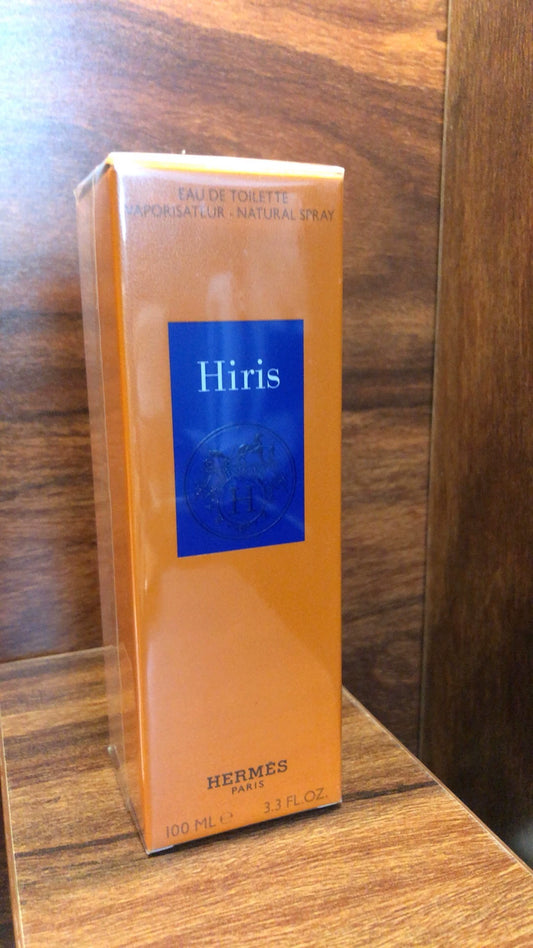 EAU DE TOILETTE
VAPORISATEUR - NATURAL SPRAY
Hiris
H
HERMÈS
PARIS
100 ML ℮ 3.3 FL.OZ.